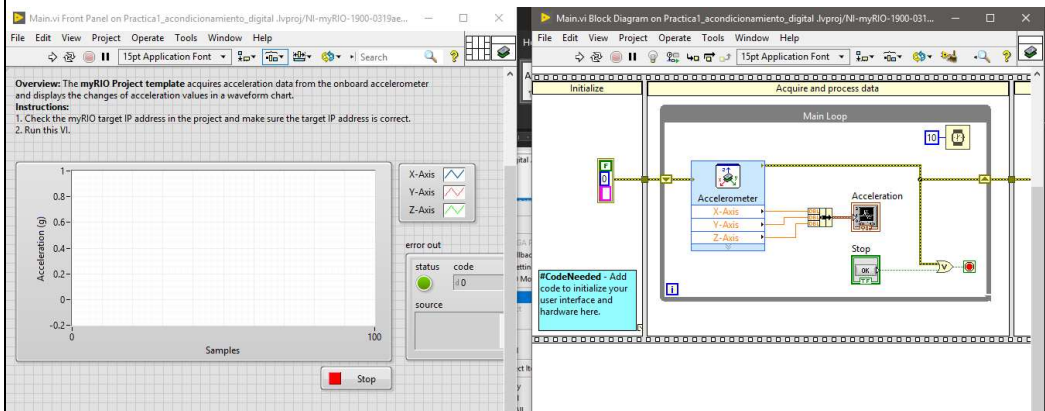 Main.vi Front Panel on Practica1_acondicionamiento_digital .lvproj/NI-myRIO-1900-0319ae...
File Edit View Project Operate Tools Window Help
15pt Application Font
Search
Overview: The myRIO Project template acquires acceleration data from the onboard accelerometer
and displays the changes of acceleration values in a waveform chart.
Instructions:
1. Check the myRIO target IP address in the project and make sure the target IP address is correct.
2. Run this VI.
Acceleration (g)
1
0.8
0.6
0.4
0.2
0
-0.2
0
100
Samples
X-Axis
Y-Axis
Z-Axis
error out
status code
0
source
Stop
Main.vi Block Diagram on Practica1_acondicionamiento_digital .lvproj/NI-myRIO-1900-031...
File Edit View Project Operate Tools Window Help
15pt Application Font
Initialize
Acquire and process data
Main Loop
10
F
0
Accelerometer
X-Axis
Y-Axis
Z-Axis
Acceleration
Stop
OK
TF
V
i
#CodeNeeded - Add
code to initialize your
user interface and
hardware here.